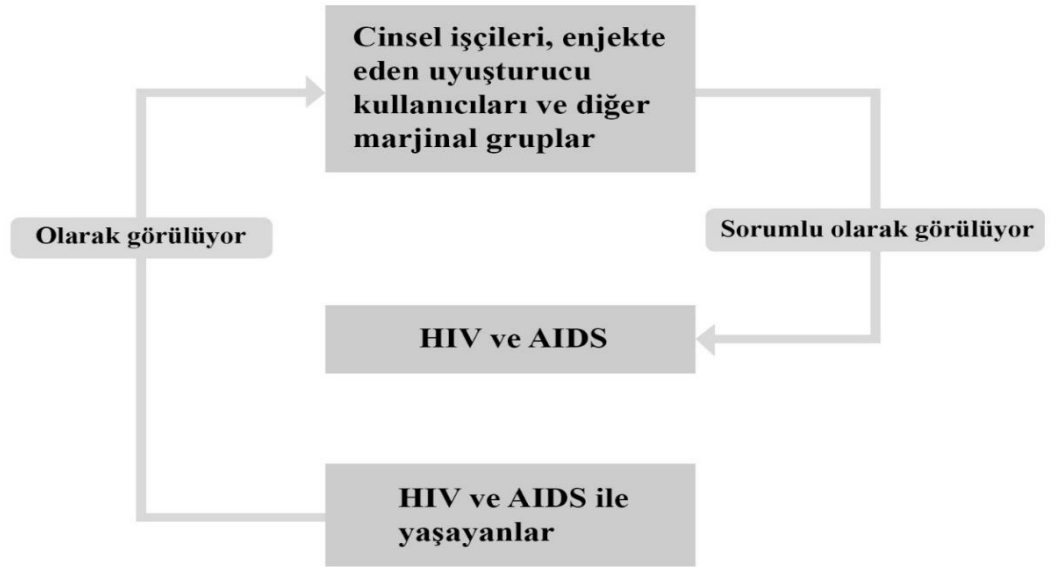 Cinsel işçileri, enjekte
eden uyuşturucu
kullanıcıları ve diğer
marjinal gruplar
Olarak görülüyor
Sorumlu olarak görülüyor
HIV ve AIDS
HIV ve AIDS ile
yaşayanlar